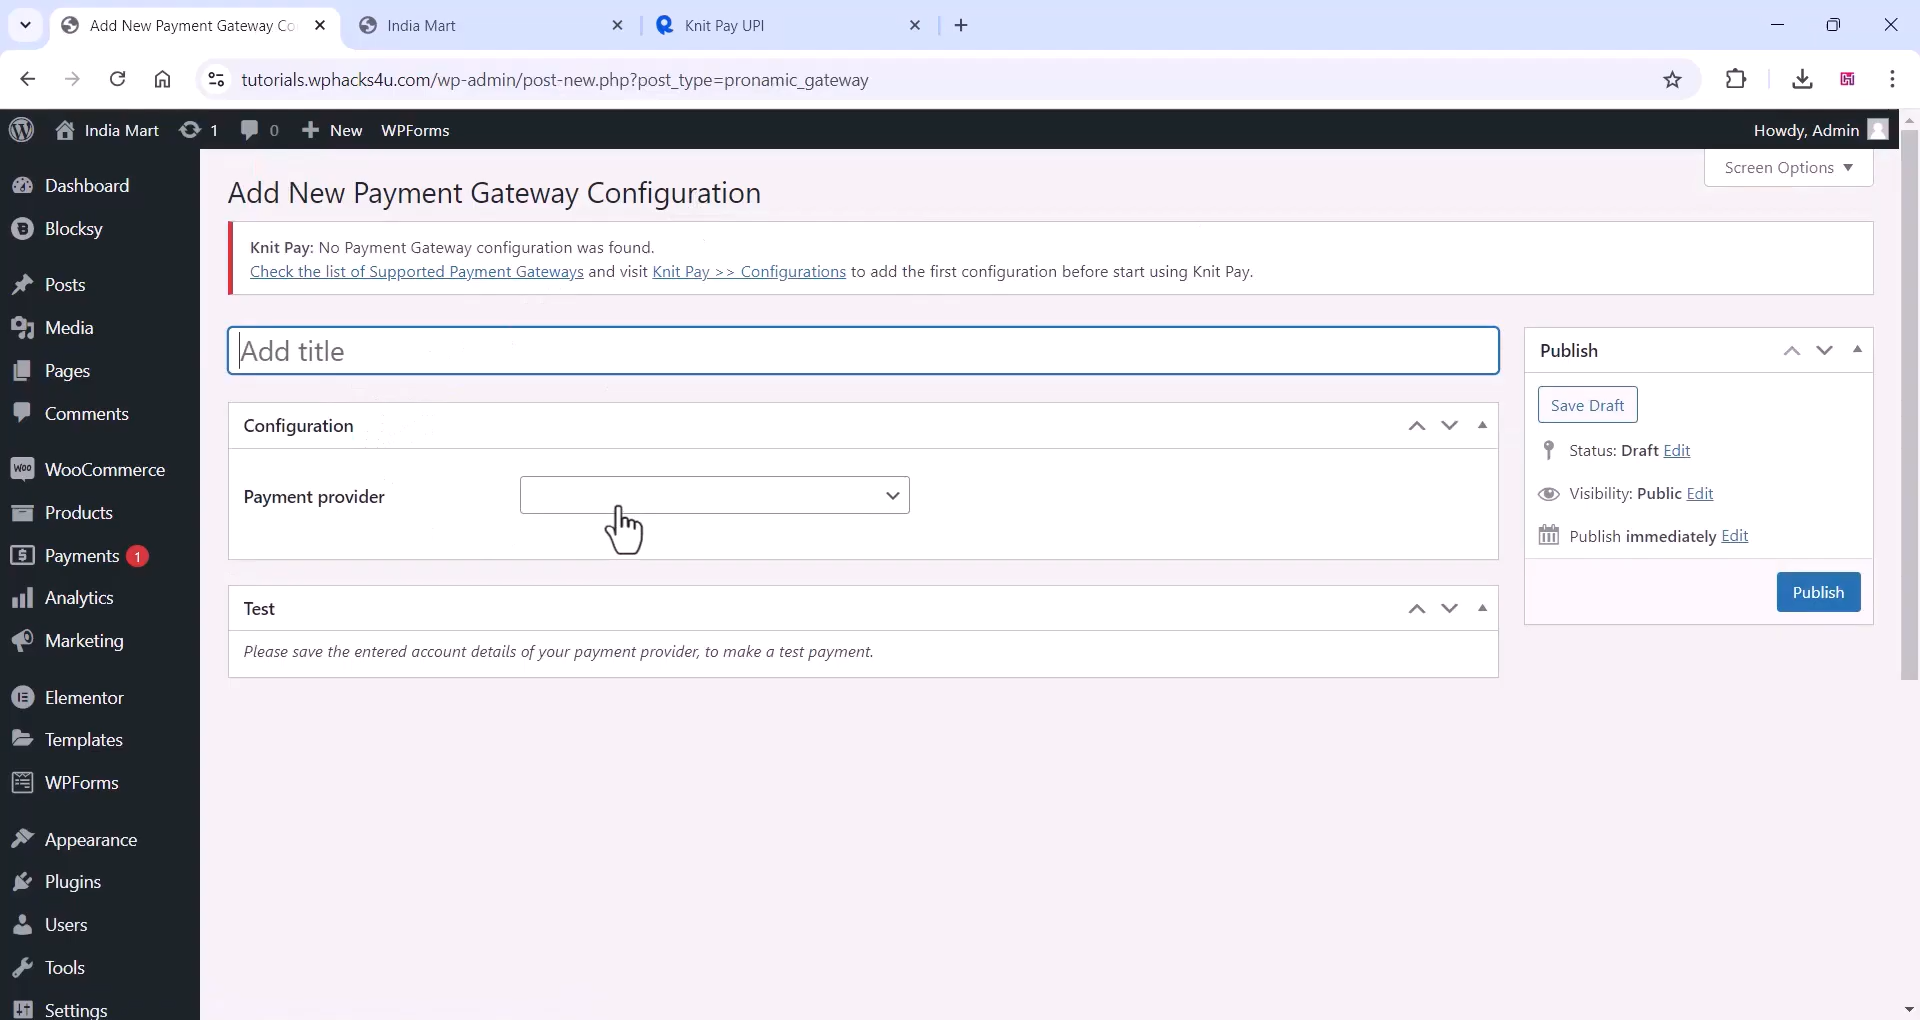 Add New Payment Gateway Co
India Mart
Knit Pay UPI
tutorials.wphacks4u.com/wp-admin/post-new.php?post_type=pronamic_gateway
India Mart
1
0
New
WPForms
Howdy, Admin
Dashboard
Blocksy
Posts
Media
Pages
Comments
WooCommerce
Products
Payments 1
Analytics
Marketing
Elementor
Templates
WPForms
Appearance
Plugins
Users
Tools
Settings
Screen Options
Add New Payment Gateway Configuration
Knit Pay: No Payment Gateway configuration was found.
Check the list of Supported Payment Gateways and visit Knit Pay >> Configurations to add the first configuration before start using Knit Pay.
Add title
Configuration
Payment provider
Test
Please save the entered account details of your payment provider, to make a test payment.
Publish
Save Draft
Status: Draft Edit
Visibility: Public Edit
Publish immediately Edit
Publish